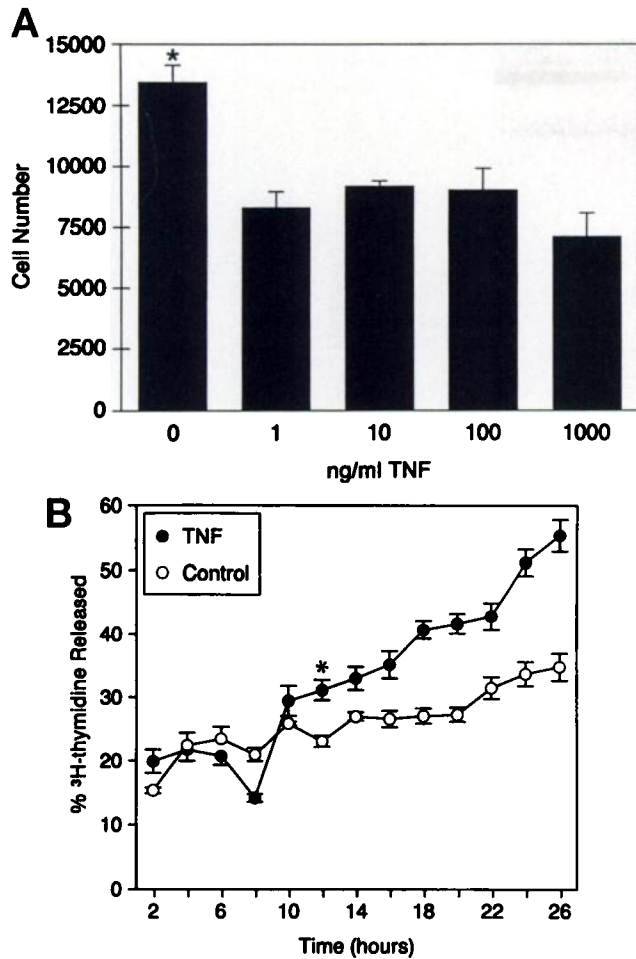 A
15000
*
12500
10000
7500
5000
2500
0
Cell Number
0 1 10 100 1000
ng/ml TNF
B
60
50
40
30
20
10
0
% ³H-thymidine Released
TNF
Control
*
2 6 10 14 18 22 26
Time (hours)